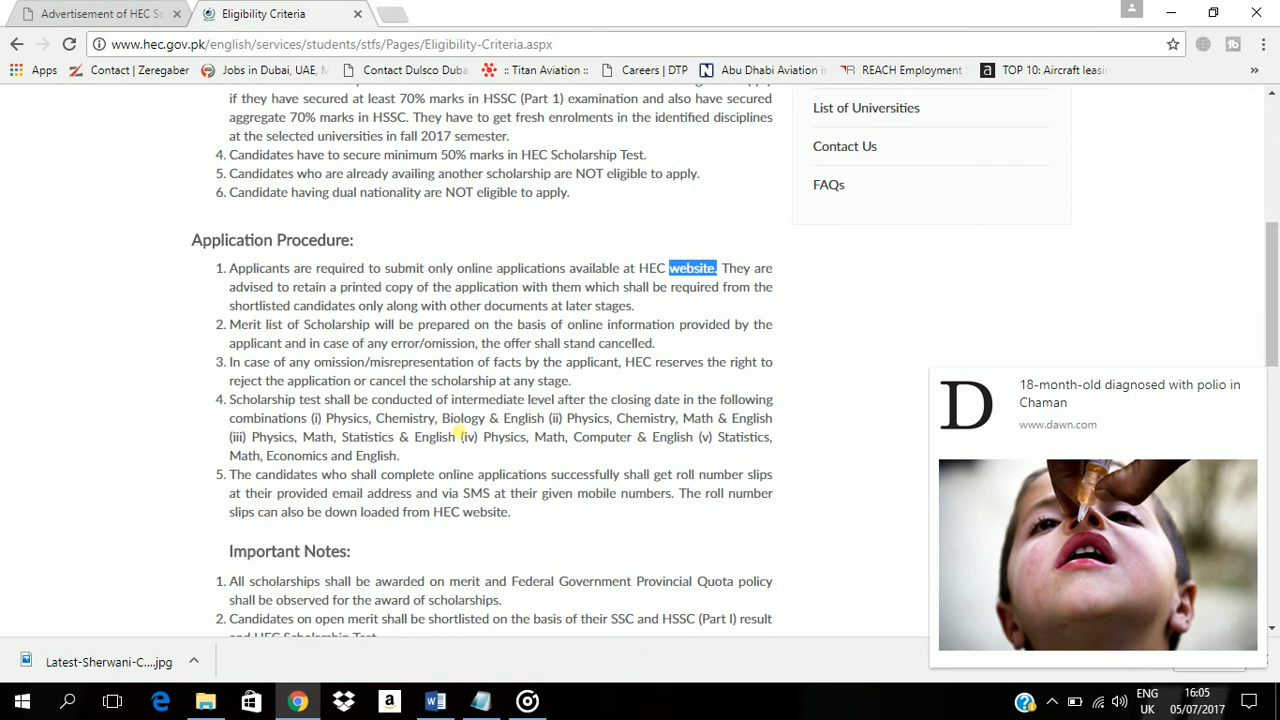 Advertisement of HEC Sc
Eligibility Criteria
www.hec.gov.pk/english/services/students/stfs/Pages/Eligibility-Criteria.aspx
Apps
Contact | Zeregaber
Jobs in Dubai, UAE, M
Contact Dulsco Duba
:: Titan Aviation ::
Careers | DTP
Abu Dhabi Aviation in
REACH Employment S
TOP 10: Aircraft leasi
if they have secured at least 70% marks in HSSC (Part 1) examination and also have secured
aggregate 70% marks in HSSC. They have to get fresh enrolments in the identified disciplines
at the selected universities in fall 2017 semester.
4. Candidates have to secure minimum 50% marks in HEC Scholarship Test.
5. Candidates who are already availing another scholarship are NOT eligible to apply.
6. Candidate having dual nationality are NOT eligible to apply.
Application Procedure:
1. Applicants are required to submit only online applications available at HEC website. They are
advised to retain a printed copy of the application with them which shall be required from the
shortlisted candidates only along with other documents at later stages.
2. Merit list of Scholarship will be prepared on the basis of online information provided by the
applicant and in case of any error/omission, the offer shall stand cancelled.
3. In case of any omission/misrepresentation of facts by the applicant, HEC reserves the right to
reject the application or cancel the scholarship at any stage.
4. Scholarship test shall be conducted of intermediate level after the closing date in the following
combinations (i) Physics, Chemistry, Biology & English (ii) Physics, Chemistry, Math & English
(iii) Physics, Math, Statistics & English (iv) Physics, Math, Computer & English (v) Statistics,
Math, Economics and English.
5. The candidates who shall complete online applications successfully shall get roll number slips
at their provided email address and via SMS at their given mobile numbers. The roll number
slips can also be down loaded from HEC website.
Important Notes:
1. All scholarships shall be awarded on merit and Federal Government Provincial Quota policy
shall be observed for the award of scholarships.
2. Candidates on open merit shall be shortlisted on the basis of their SSC and HSSC (Part I) result
and HEC Scholarship Test.
List of Universities
Contact Us
FAQs
D
18-month-old diagnosed with polio in
Chaman
www.dawn.com
Latest-Sherwani-C....jpg
ENG
UK
16:05
05/07/2017